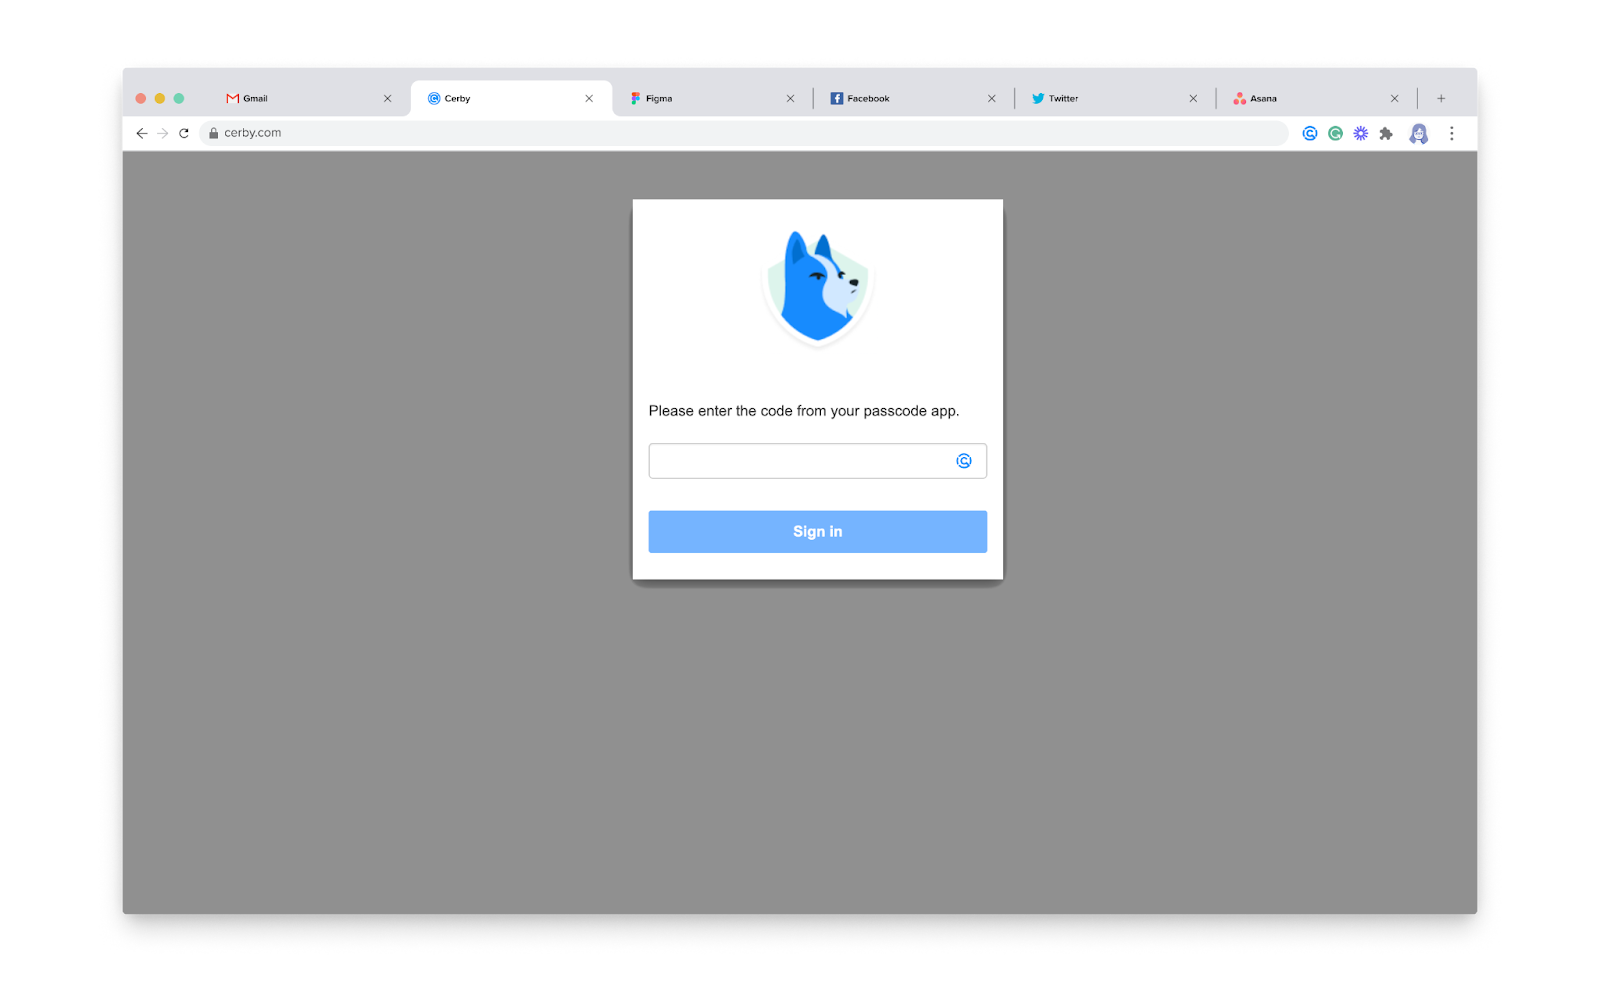 Gmail
Cerby
Figma
Facebook
Twitter
Asana
cerby.com
Please enter the code from your passcode app.
Sign in